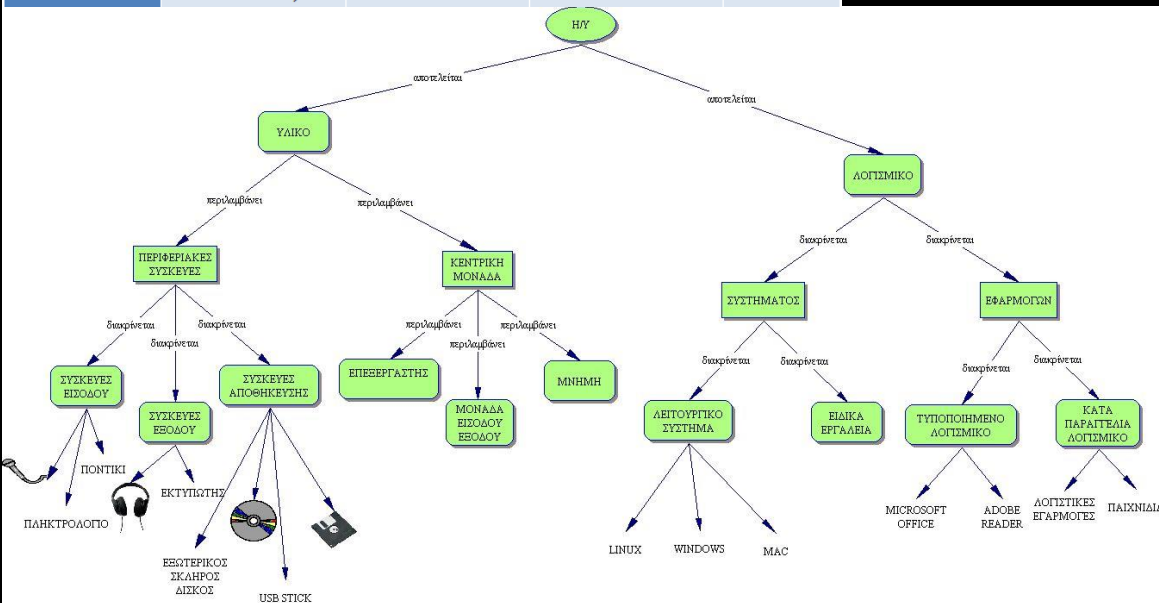 Η/Υ
αποτελείται
αποτελείται
ΥΛΙΚΟ
ΛΟΓΙΣΜΙΚΟ
περιλαμβάνει
περιλαμβάνει
διακρίνεται
διακρίνεται
ΠΕΡΙΦΕΡΙΑΚΕΣ
ΣΥΣΚΕΥΕΣ
ΚΕΝΤΡΙΚΗ
ΜΟΝΑΔΑ
ΣΥΣΤΗΜΑΤΟΣ
ΕΦΑΡΜΟΓΩΝ
διακρίνεται
διακρίνεται
διακρίνεται
περιλαμβάνει
περιλαμβάνει
περιλαμβάνει
διακρίνεται
διακρίνεται
διακρίνεται
διακρίνεται
ΣΥΣΚΕΥΕΣ
ΕΙΣΟΔΟΥ
ΣΥΣΚΕΥΕΣ
ΕΞΟΔΟΥ
ΣΥΣΚΕΥΕΣ
ΑΠΟΘΗΚΕΥΣΗΣ
ΕΠΕΞΕΡΓΑΣΤΗΣ
ΜΟΝΑΔΑ
ΕΙΣΟΔΟΥ
ΕΞΟΔΟΥ
ΜΝΗΜΗ
ΛΕΙΤΟΥΡΓΙΚΟ
ΣΥΣΤΗΜΑ
ΕΙΔΙΚΑ
ΕΡΓΑΛΕΙΑ
ΤΥΠΟΠΟΙΗΜΕΝΟ
ΛΟΓΙΣΜΙΚΟ
ΚΑΤΑ
ΠΑΡΑΓΓΕΛΙΑ
ΛΟΓΙΣΜΙΚΟ
ΠΟΝΤΙΚΙ
ΠΛΗΚΤΡΟΛΟΓΙΟ
ΕΚΤΥΠΩΤΗΣ
ΕΞΩΤΕΡΙΚΟΣ
ΣΚΛΗΡΟΣ
ΔΙΣΚΟΣ
USB STICK
LINUX
WINDOWS
MAC
MICROSOFT
OFFICE
ADOBE
READER
ΛΟΓΙΣΤΙΚΕΣ
ΕΓΑΡΜΟΓΕΣ
ΠΑΙΧΝΙΔΙΑ